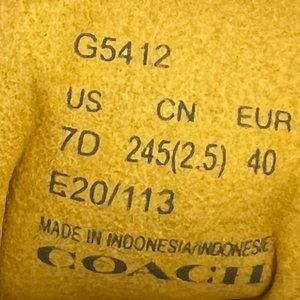 G5412
US CN EUR
7D 245(2.5) 40
E20/113
MADE IN INDONESIA/INDONESIE
COACH